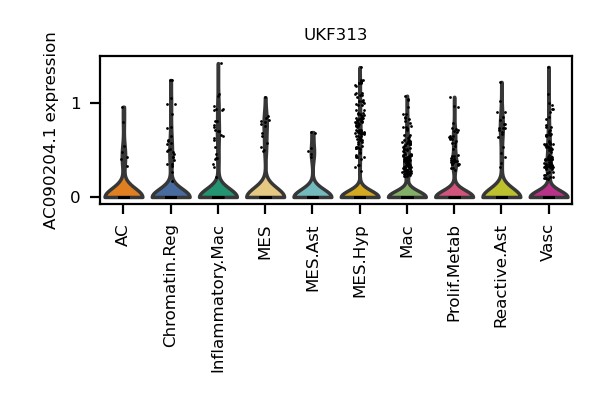 UKF313
AC090204.1 expression
1
0
AC
Chromatin.Reg
Inflammatory.Mac
MES
MES.Ast
MES.Hyp
Mac
Prolif.Metab
Reactive.Ast
Vasc